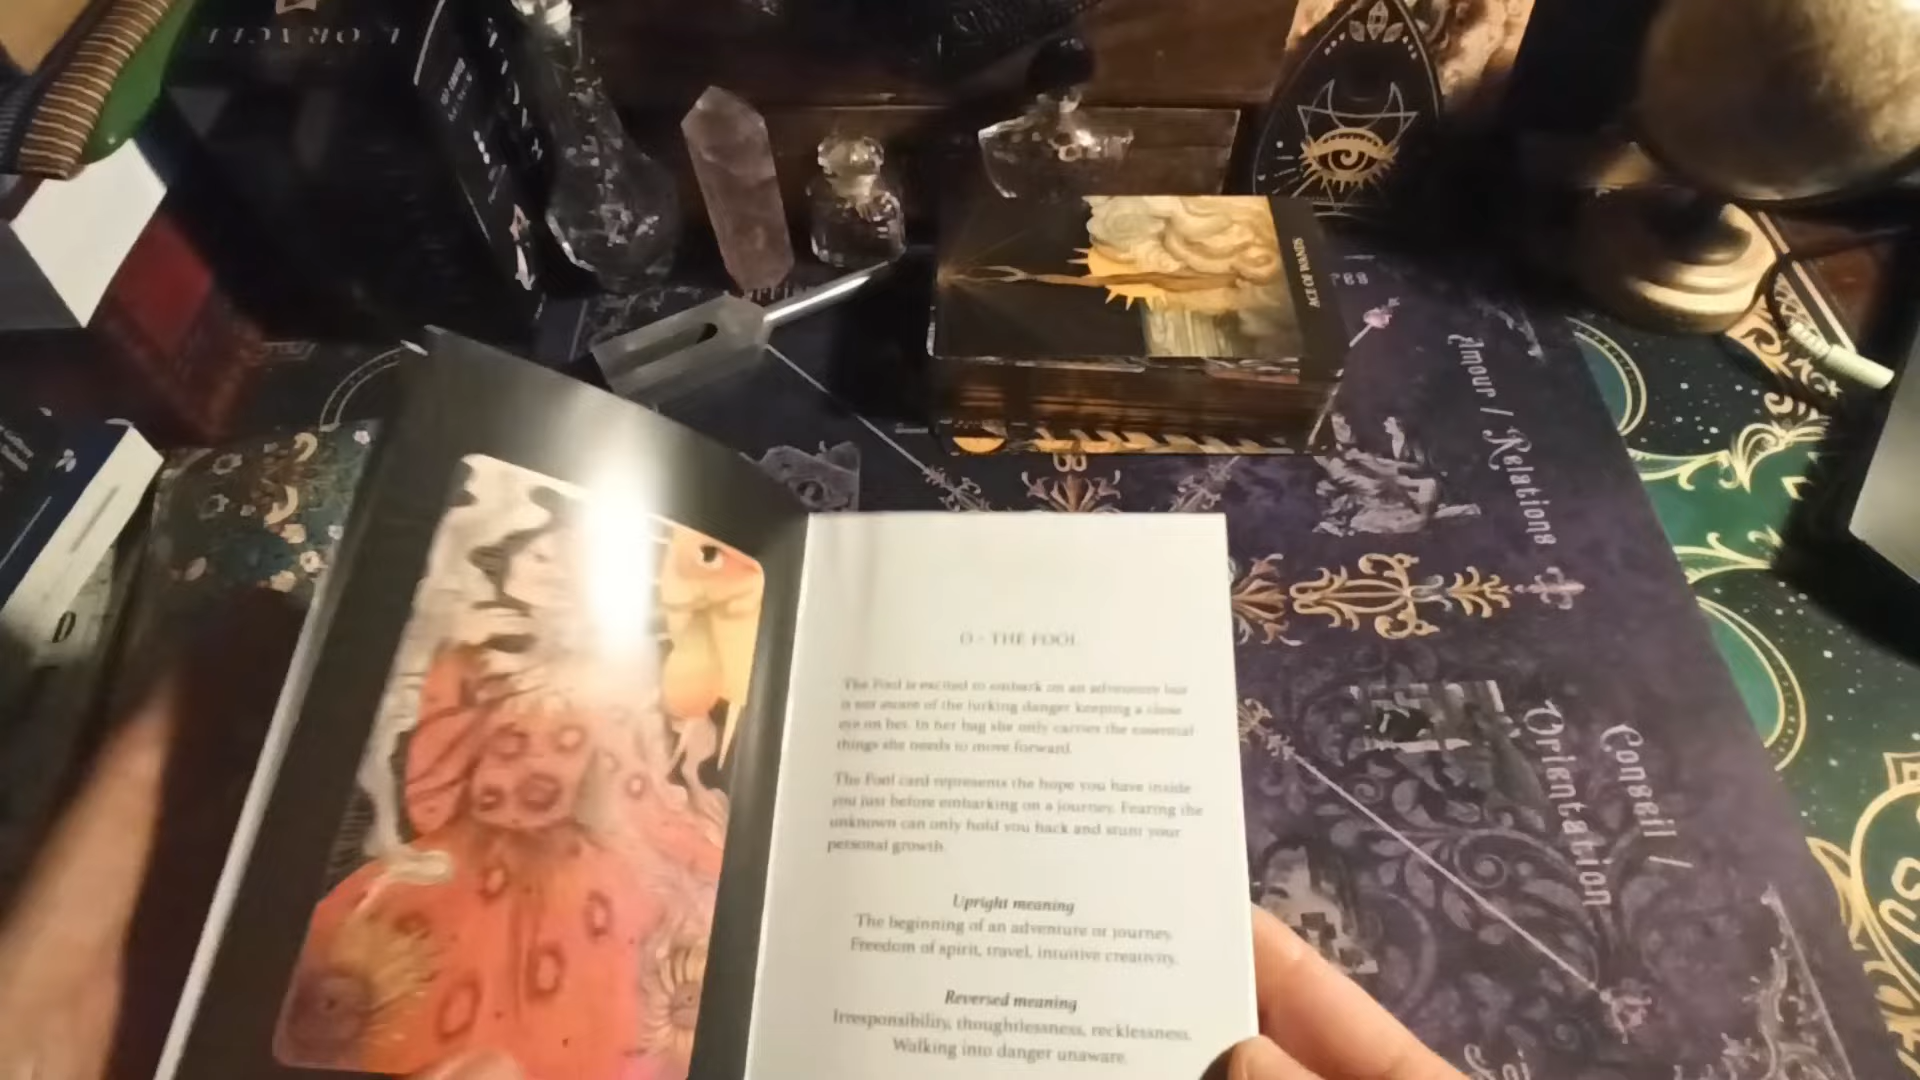 ACE OF WANDS
Amour / Relations
Conseil /
Orientation
D
0 - THE FOOL
The Fool is excited to embark on an adventure but
is not aware of the lurking danger keeping a close
eye on her. In her bag she only carries the essential
things she needs to move forward.
The Fool card represents the hope you have inside
you just before embarking on a journey. Fearing the
unknown can only hold you back and stunt your
personal growth.
Upright meaning
The beginning of an adventure or journey.
Freedom of spirit, travel, intuitive creativity.
Reversed meaning
Irresponsibility, thoughtlessness, recklessness.
Walking into danger unaware.